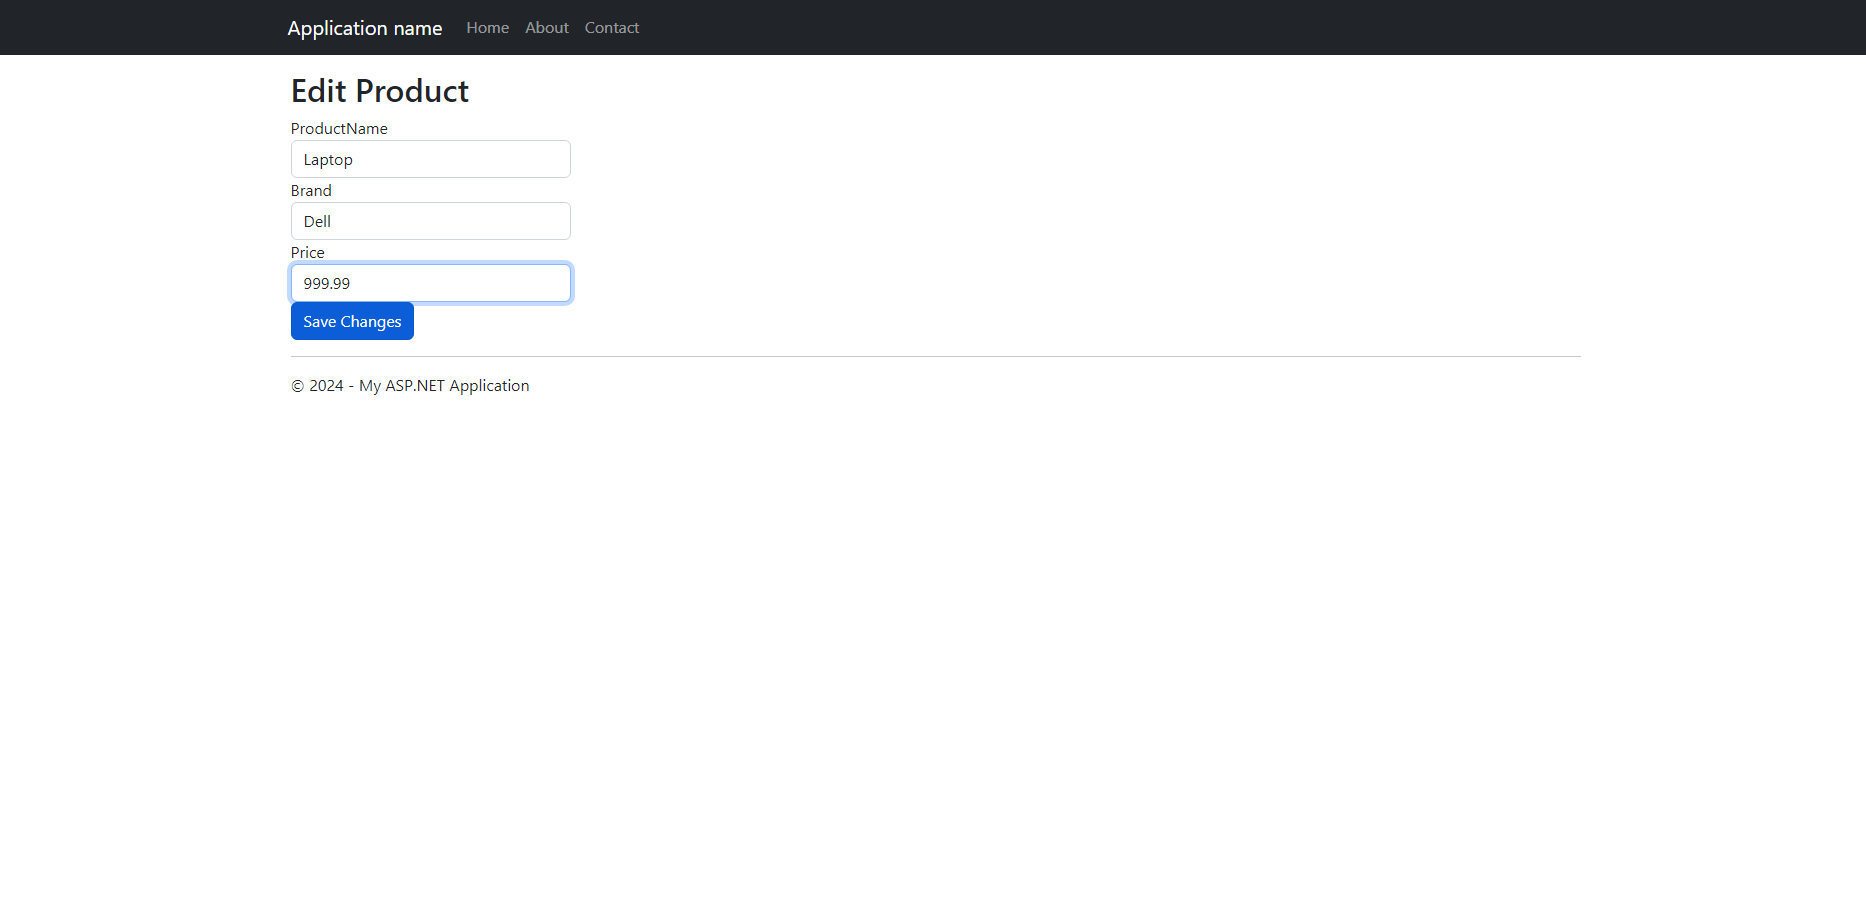 Application name Home About Contact
Edit Product
ProductName
Laptop
Brand
Dell
Price
999.99
Save Changes
© 2024 - My ASP.NET Application